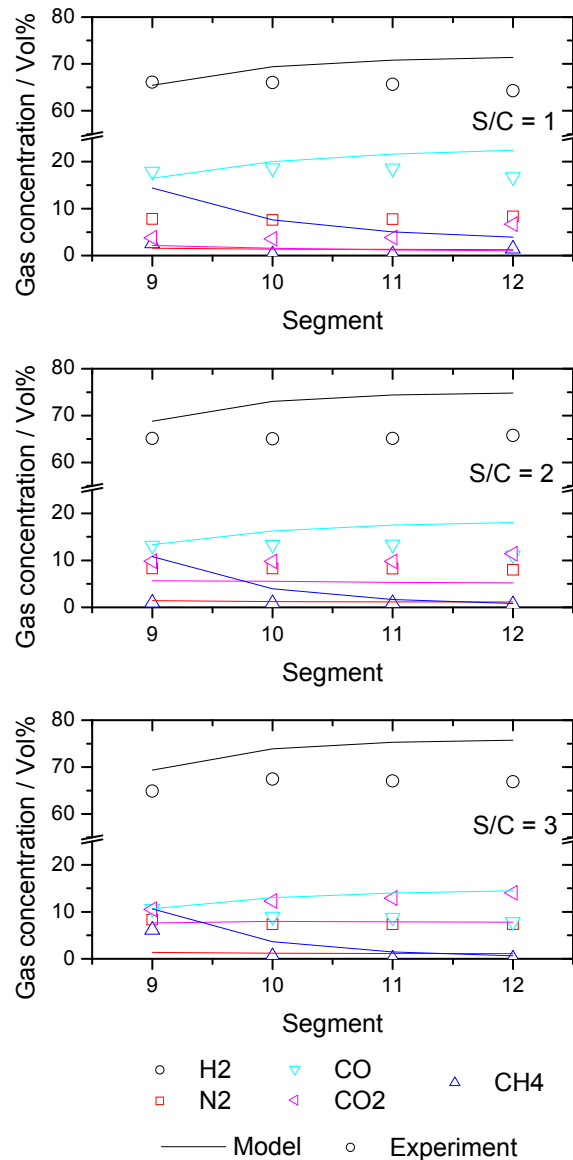 80
70
60
20
10
0
Gas concentration / Vol%
S/C = 1
9 10 11 12
Segment
80
70
60
20
10
0
Gas concentration / Vol%
S/C = 2
9 10 11 12
Segment
80
70
60
20
10
0
Gas concentration / Vol%
S/C = 3
9 10 11 12
Segment
H2 CO CH4
N2 CO2
Model Experiment